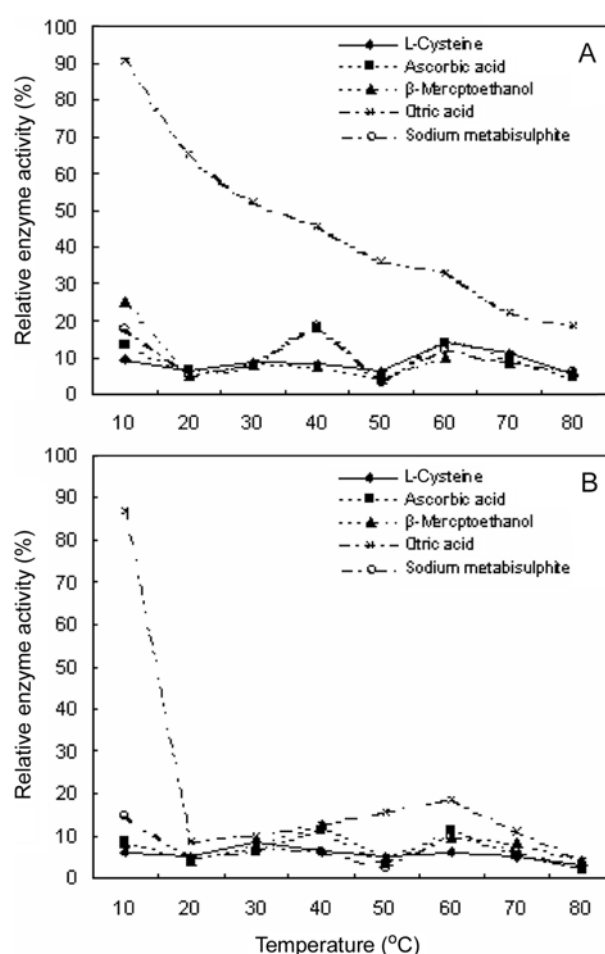 Relative enzyme activity (%)
100
90
80
70
60
50
40
30
20
10
0
L-Cysteine
Ascorbic acid
β-Mercptoethanol
Citric acid
Sodium metabisulphite
A
10 20 30 40 50 60 70 80
Relative enzyme activity (%)
100
90
80
70
60
50
40
30
20
10
0
L-Cysteine
Ascorbic acid
β-Mercptoethanol
Citric acid
Sodium metabisulphite
B
10 20 30 40 50 60 70 80
Temperature (°C)